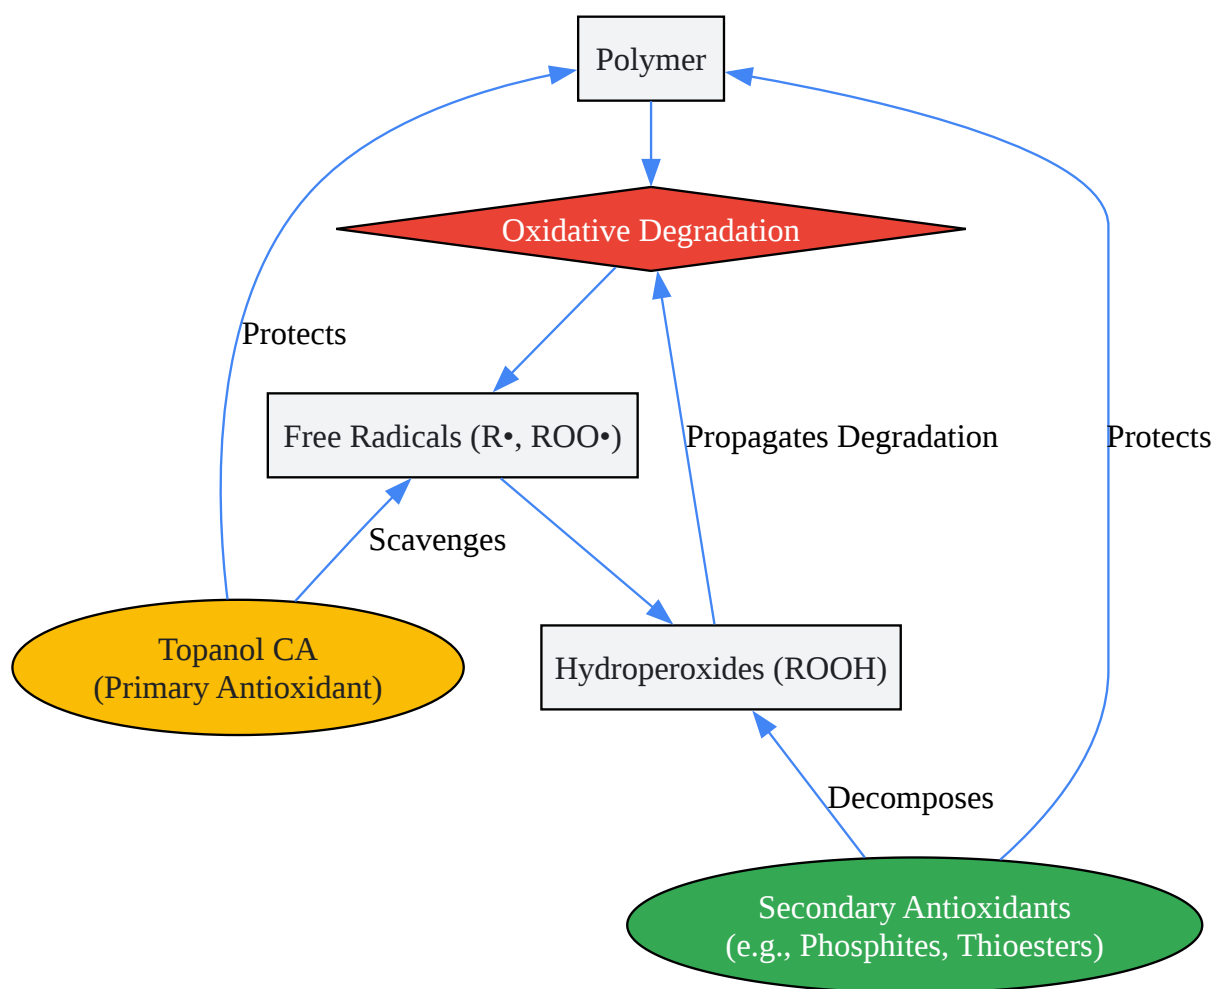 Polymer
Oxidative Degradation
Protects
Free Radicals (R•, ROO•)
Propagates Degradation
Protects
Scavenges
Topanol CA
(Primary Antioxidant)
Hydroperoxides (ROOH)
Decomposes
Secondary Antioxidants
(e.g., Phosphites, Thioesters)